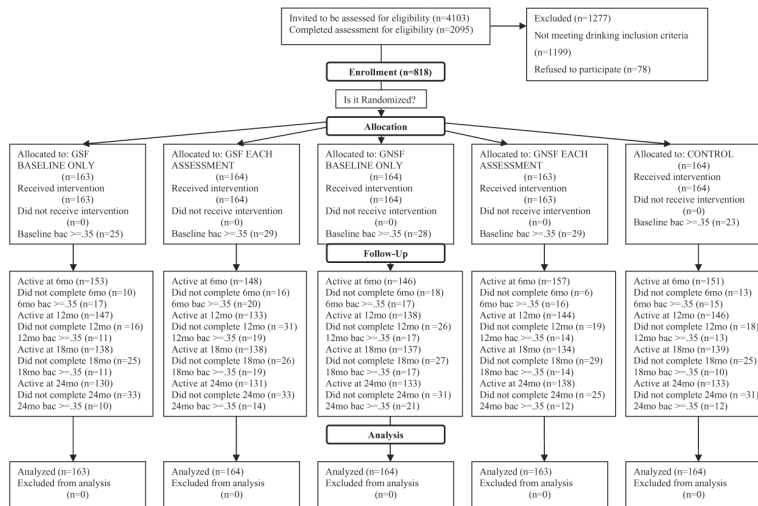 Invited to be assessed for eligibility (n=4103)
Completed assessment for eligibility (n=2095)
Excluded (n=1277)
Not meeting drinking inclusion criteria
(n=1199)
Refused to participate (n=78)
Enrollment (n=818)
Is it Randomized?
Allocation
Allocated to: GSF
BASELINE ONLY
(n=163)
Received intervention
(n=163)
Did not receive intervention
(n=0)
Baseline bac >=.35 (n=25)
Allocated to: GSF EACH
ASSESSMENT
(n=164)
Received intervention
(n=164)
Did not receive intervention
(n=0)
Baseline bac >=.35 (n=29)
Allocated to: GNSF
BASELINE ONLY
(n=164)
Received intervention
(n=164)
Did not receive intervention
(n=0)
Baseline bac >=.35 (n=28)
Allocated to: GNSF EACH
ASSESSMENT
(n=163)
Received intervention
(n=163)
Did not receive intervention
(n=0)
Baseline bac >=.35 (n=29)
Allocated to: CONTROL
(n=164)
Received intervention
(n=164)
Did not receive intervention
(n=0)
Baseline bac >=.35 (n=23)
Follow-Up
Active at 6mo (n=153)
Did not complete 6mo (n=10)
6mo bac >=.35 (n=17)
Active at 12mo (n=147)
Did not complete 12mo (n=16)
12mo bac >=.35 (n=11)
Active at 18mo (n=138)
Did not complete 18mo (n=25)
18mo bac >=.35 (n=11)
Active at 24mo (n=130)
Did not complete 24mo (n=33)
24mo bac >=.35 (n=10)
Active at 6mo (n=148)
Did not complete 6mo (n=16)
6mo bac >=.35 (n=20)
Active at 12mo (n=133)
Did not complete 12mo (n=31)
12mo bac >=.35 (n=19)
Active at 18mo (n=138)
Did not complete 18mo (n=26)
18mo bac >=.35 (n=19)
Active at 24mo (n=131)
Did not complete 24mo (n=33)
24mo bac >=.35 (n=14)
Active at 6mo (n=146)
Did not complete 6mo (n=18)
6mo bac >=.35 (n=17)
Active at 12mo (n=138)
Did not complete 12mo (n=26)
12mo bac >=.35 (n=17)
Active at 18mo (n=137)
Did not complete 18mo (n=27)
18mo bac >=.35 (n=17)
Active at 24mo (n=133)
Did not complete 24mo (n=31)
24mo bac >=.35 (n=21)
Active at 6mo (n=157)
Did not complete 6mo (n=6)
6mo bac >=.35 (n=16)
Active at 12mo (n=144)
Did not complete 12mo (n=19)
12mo bac >=.35 (n=14)
Active at 18mo (n=134)
Did not complete 18mo (n=29)
18mo bac >=.35 (n=14)
Active at 24mo (n=138)
Did not complete 24mo (n=25)
24mo bac >=.35 (n=12)
Active at 6mo (n=151)
Did not complete 6mo (n=13)
6mo bac >=.35 (n=15)
Active at 12mo (n=146)
Did not complete 12mo (n=18)
12mo bac >=.35 (n=13)
Active at 18mo (n=139)
Did not complete 18mo (n=25)
18mo bac >=.35 (n=10)
Active at 24mo (n=133)
Did not complete 24mo (n=31)
24mo bac >=.35 (n=12)
Analysis
Analyzed (n=163)
Excluded from analysis
(n=0)
Analyzed (n=164)
Excluded from analysis
(n=0)
Analyzed (n=164)
Excluded from analysis
(n=0)
Analyzed (n=163)
Excluded from analysis
(n=0)
Analyzed (n=164)
Excluded from analysis
(n=0)